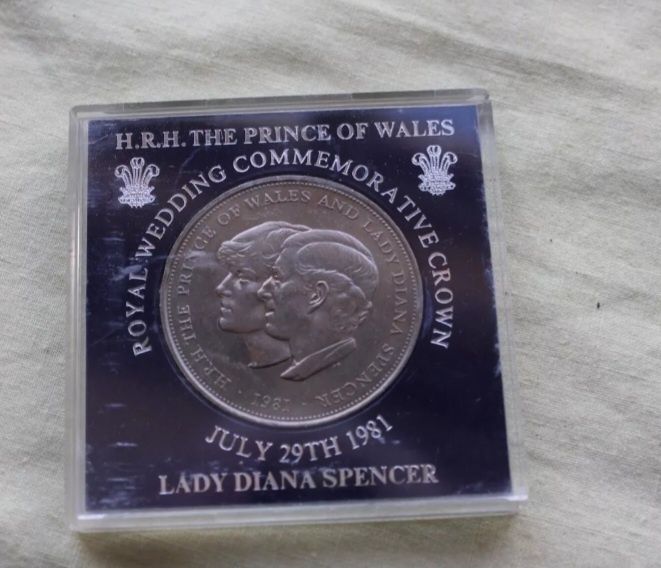 H.R.H. THE PRINCE OF WALES
ROYAL WEDDING COMMEMORATIVE CROWN
H.R.H. THE PRINCE OF WALES AND LADY DIANA SPENCER
· 1981 ·
JULY 29TH 1981
LADY DIANA SPENCER